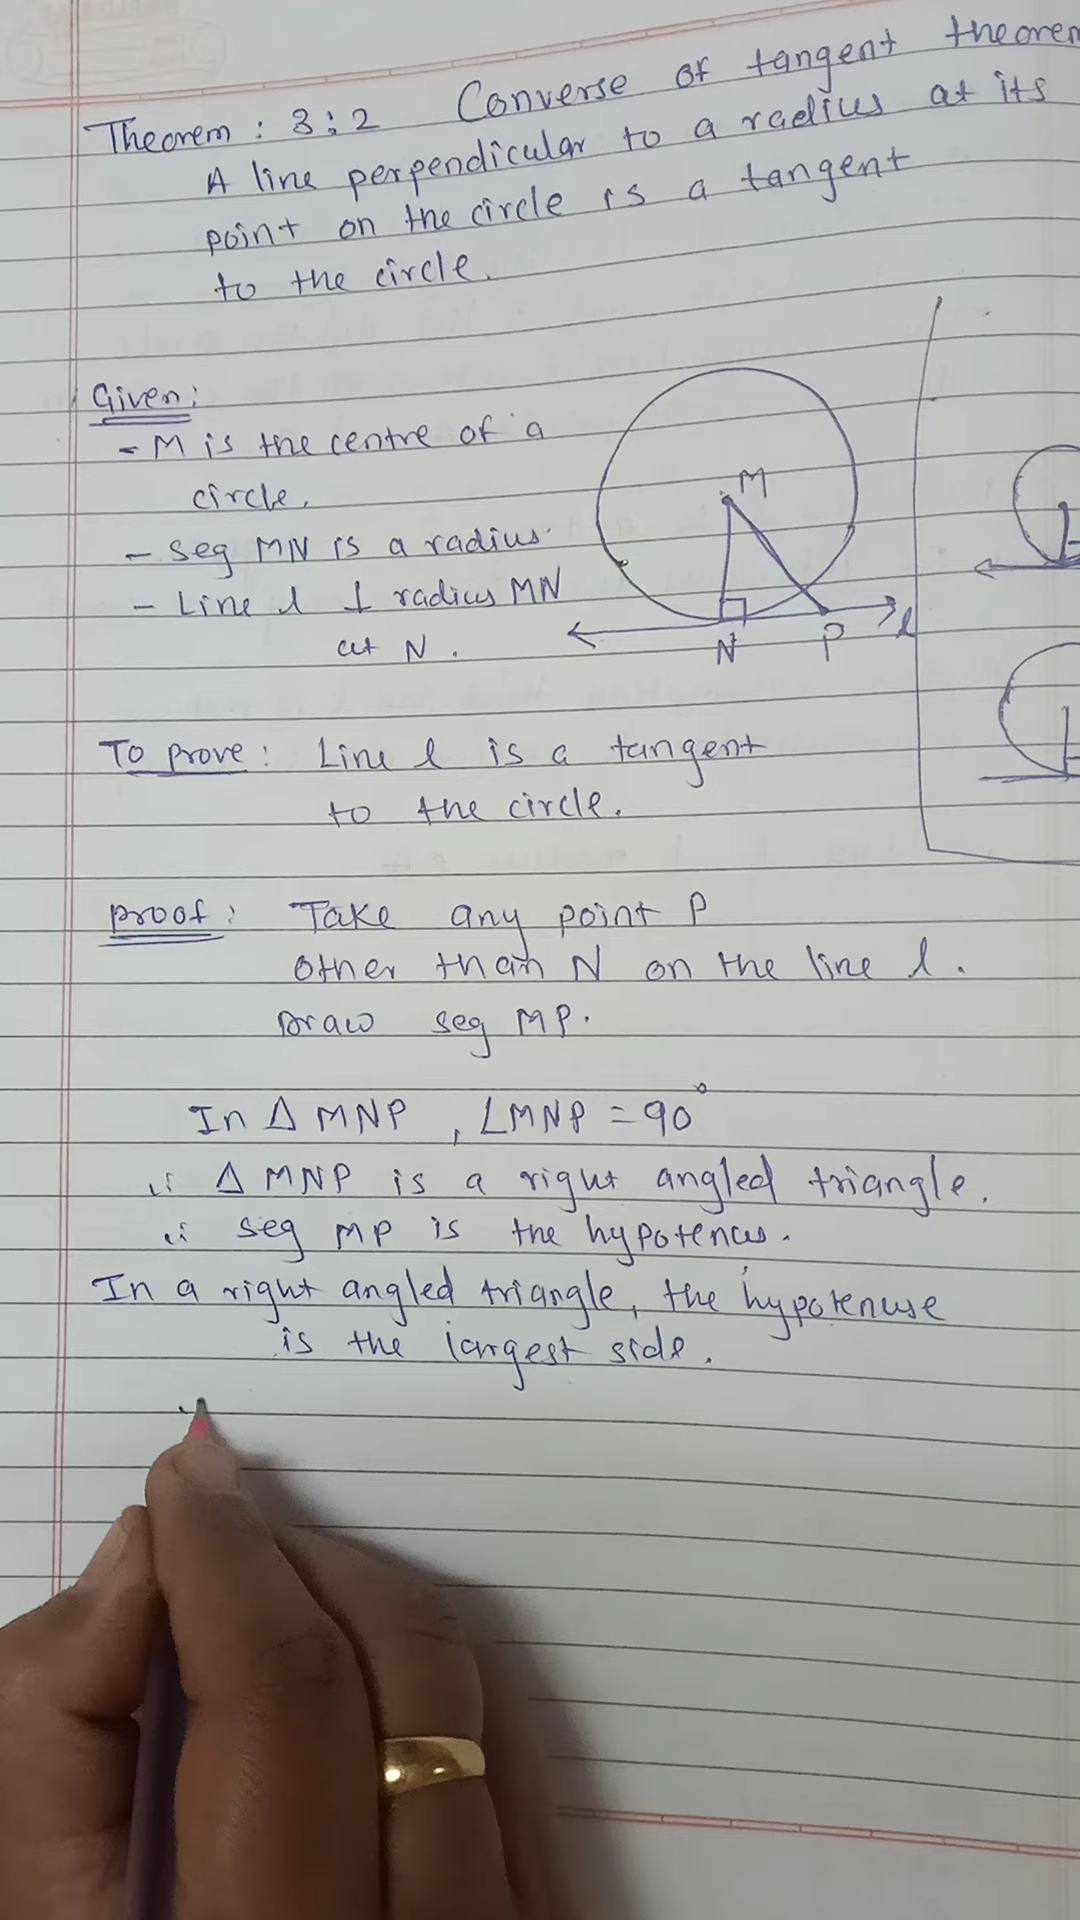 Theorem : 3:2 Converse of tangent theorem
A line perpendicular to a radius at its
point on the circle is a tangent
to the circle.
Given:
- M is the centre of a
circle.
- seg MN is a radius.
- Line l ⊥ radius MN
at N.
M
N P l
To prove: Line l is a tangent
to the circle.
Proof: Take any point P
other than N on the line l.
Draw seg MP.
In △ MNP, ∠MNP = 90°
∴ △ MNP is a right angled triangle.
∴ seg MP is the hypotenus.
In a right angled triangle, the hypotenuse
is the largest side.